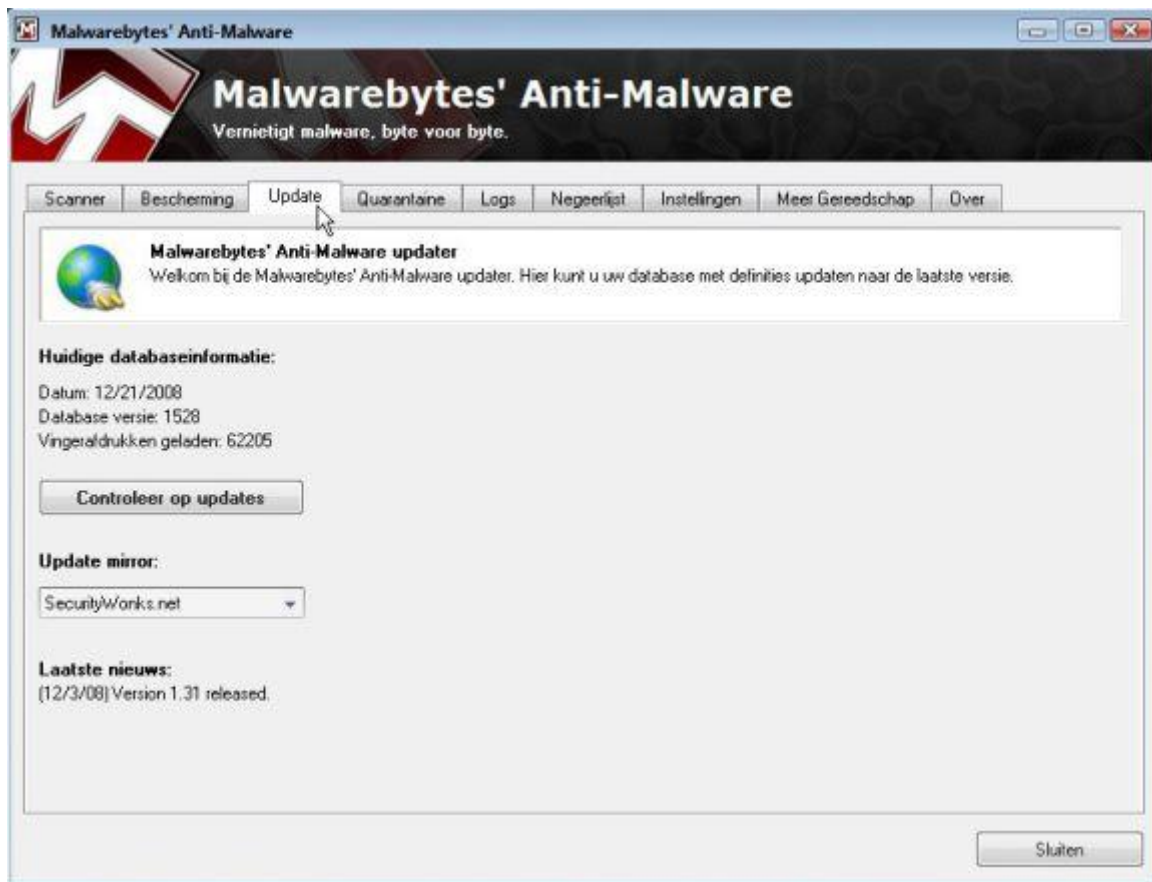 Malwarebytes' Anti-Malware
Malwarebytes' Anti-Malware
Vernietigt malware, byte voor byte.
Scanner Bescherming Update Quarantaine Logs Negeerlijst Instellingen Meer Gereedschap Over
Malwarebytes' Anti-Malware updater
Welkom bij de Malwarebytes' Anti-Malware updater. Hier kunt u uw database met definities updaten naar de laatste versie.
Huidige databaseinformatie:
Datum: 12/21/2008
Database versie: 1528
Vingerafdrukken geladen: 62205
Controleer op updates
Update mirror:
SecurityWonks.net
Laatste nieuws:
(12/3/08) Version 1.31 released.
Sluiten